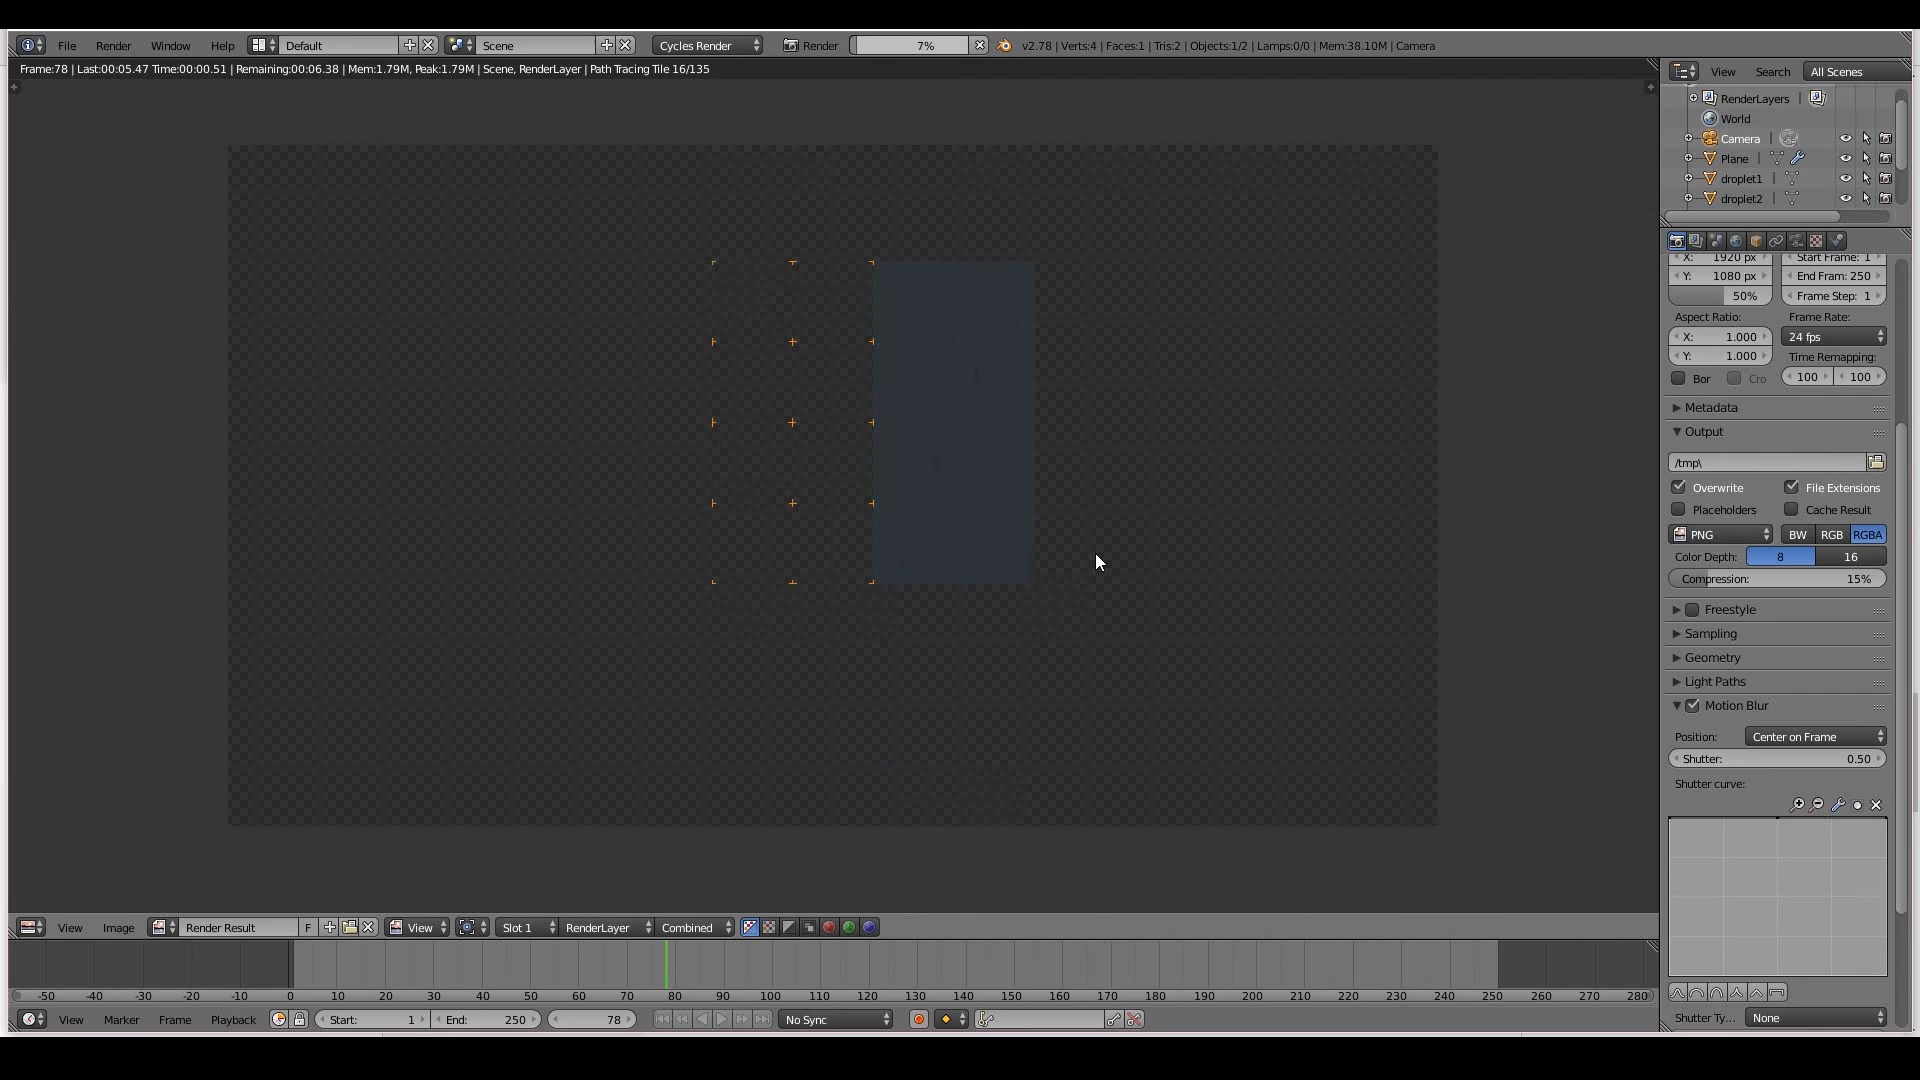 File Render Window Help Default Scene Cycles Render Render 7% v2.78 | Verts:4 | Faces:1 | Tris:2 | Objects:1/2 | Lamps:0/0 | Mem:38.10M | Camera
Frame:78 | Last:00:05.47 Time:00:00.51 | Remaining:00:06.38 | Mem:1.79M, Peak:1.79M | Scene, RenderLayer | Path Tracing Tile 16/135
View Search All Scenes
RenderLayers |
World
Camera |
Plane |
droplet1 |
droplet2 |
X: 1920 px Start Frame: 1
Y: 1080 px End Fram: 250
50% Frame Step: 1
Aspect Ratio: Frame Rate:
X: 1.000 24 fps
Y: 1.000 Time Remapping:
Bor Cro 100 100
Metadata
Output
/tmp\
Overwrite File Extensions
Placeholders Cache Result
PNG BW RGB RGBA
Color Depth: 8 16
Compression: 15%
Freestyle
Sampling
Geometry
Light Paths
Motion Blur
Position: Center on Frame
Shutter: 0.50
Shutter curve:
Shutter Ty... None
View Image Render Result F View Slot 1 RenderLayer Combined
-50 -40 -30 -20 -10 0 10 20 30 40 50 60 70 80 90 100 110 120 130 140 150 160 170 180 190 200 210 220 230 240 250 260 270 280
View Marker Frame Playback Start: 1 End: 250 78 No Sync